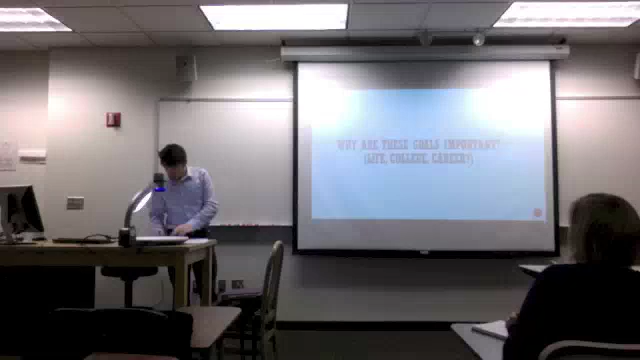 WHY ARE THESE GOALS IMPORTANT?
(LIFE, COLLEGE, CAREER?)